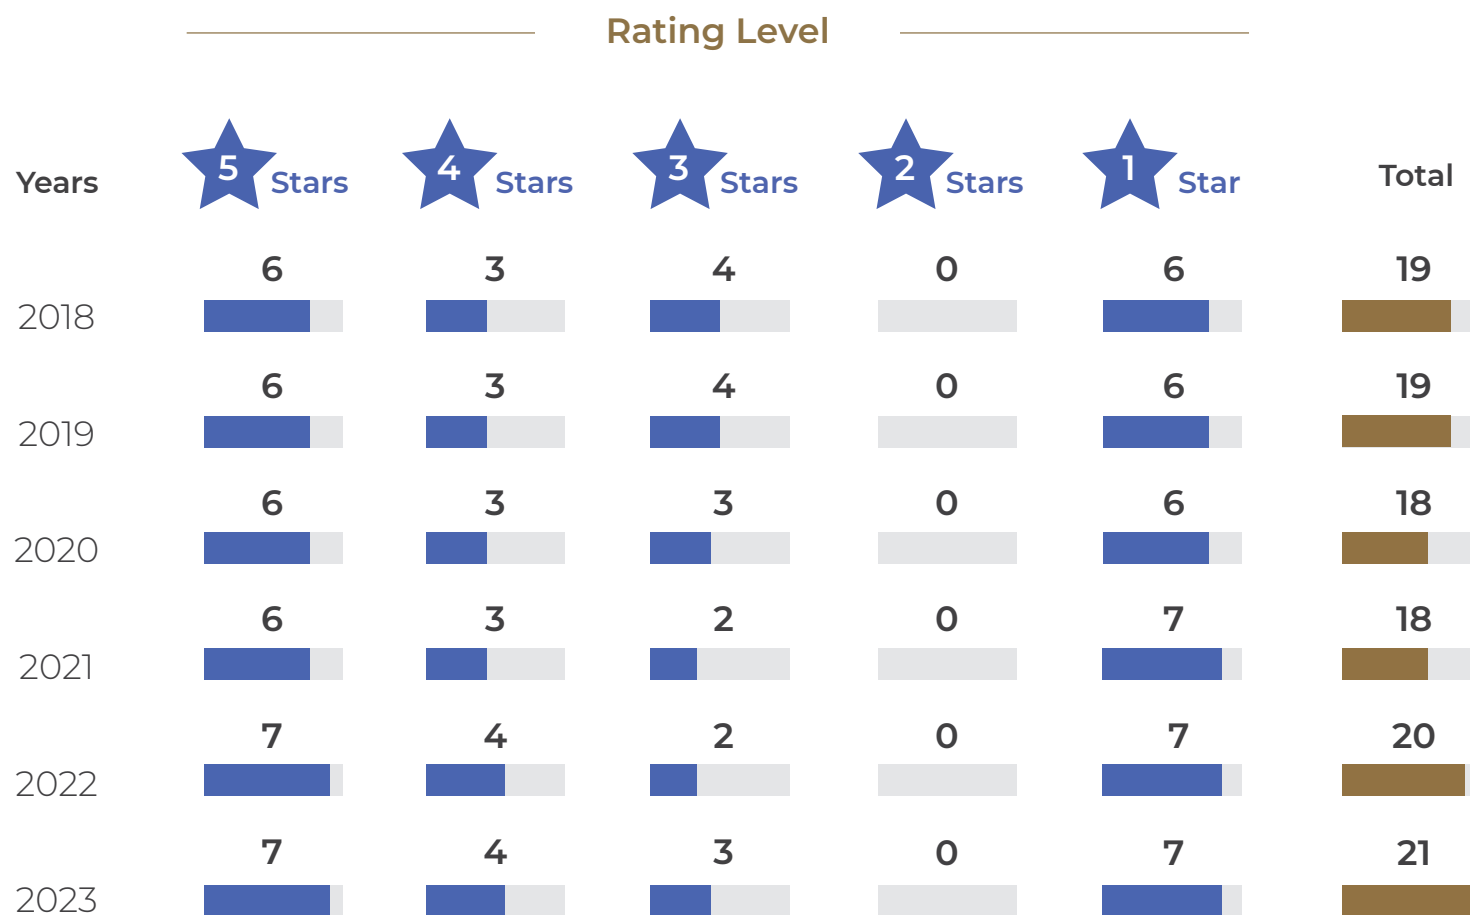 Rating Level
Years 5 Stars 4 Stars 3 Stars 2 Stars 1 Star Total
6 3 4 0 6 19
2018
6 3 4 0 6 19
2019
6 3 3 0 6 18
2020
6 3 2 0 7 18
2021
7 4 2 0 7 20
2022
7 4 3 0 7 21
2023